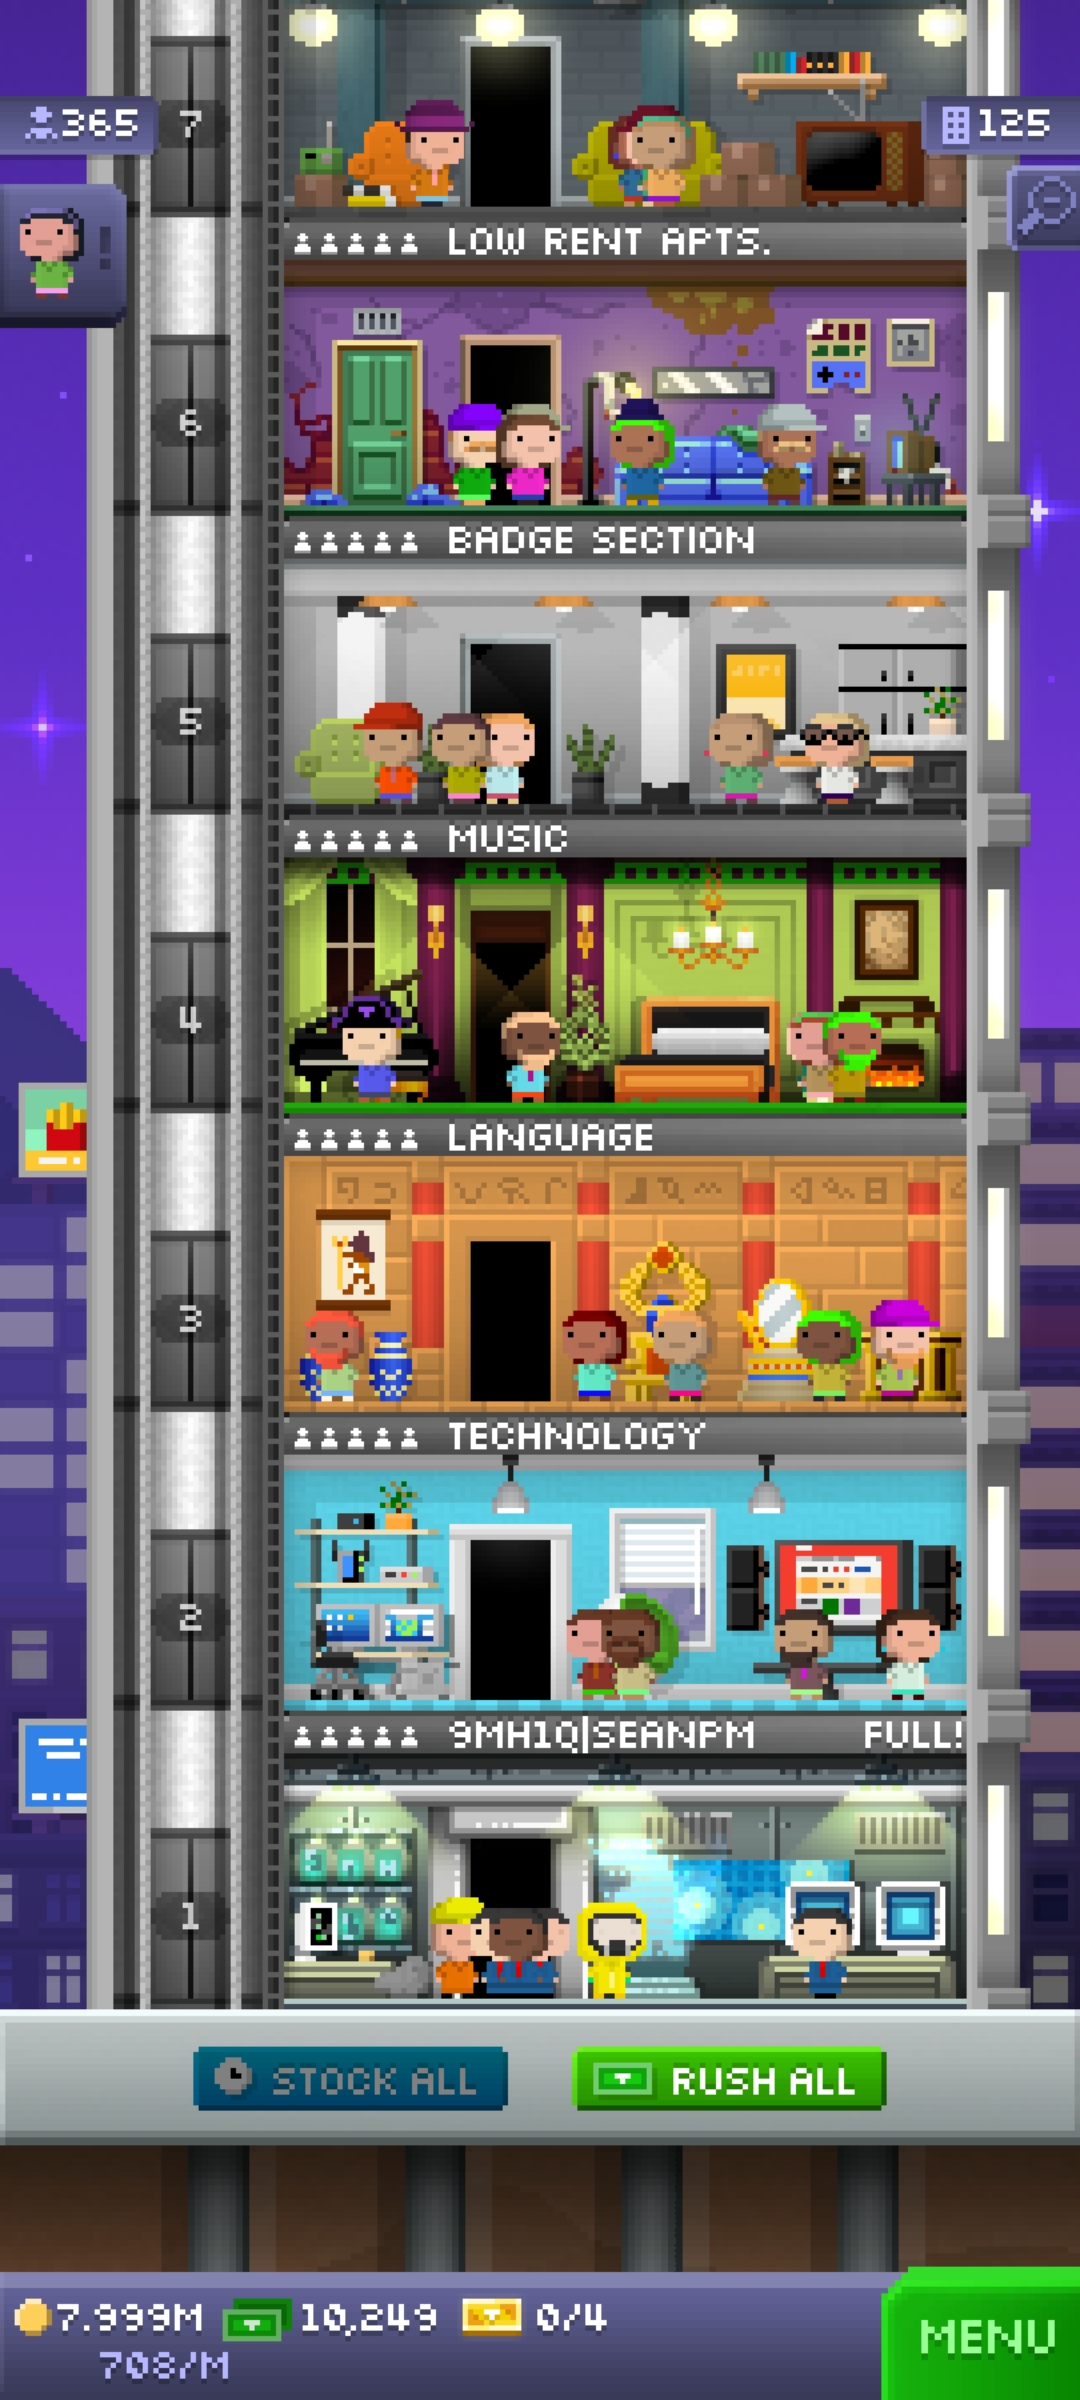 365
7
125
LOW RENT APTS.
6
BADGE SECTION
5
MUSIC
4
LANGUAGE
3
TECHNOLOGY
2
9MH1Q|SEANPM FULL!
1
STOCK ALL
RUSH ALL
7.999M 10,249 0/4
708/M
MENU